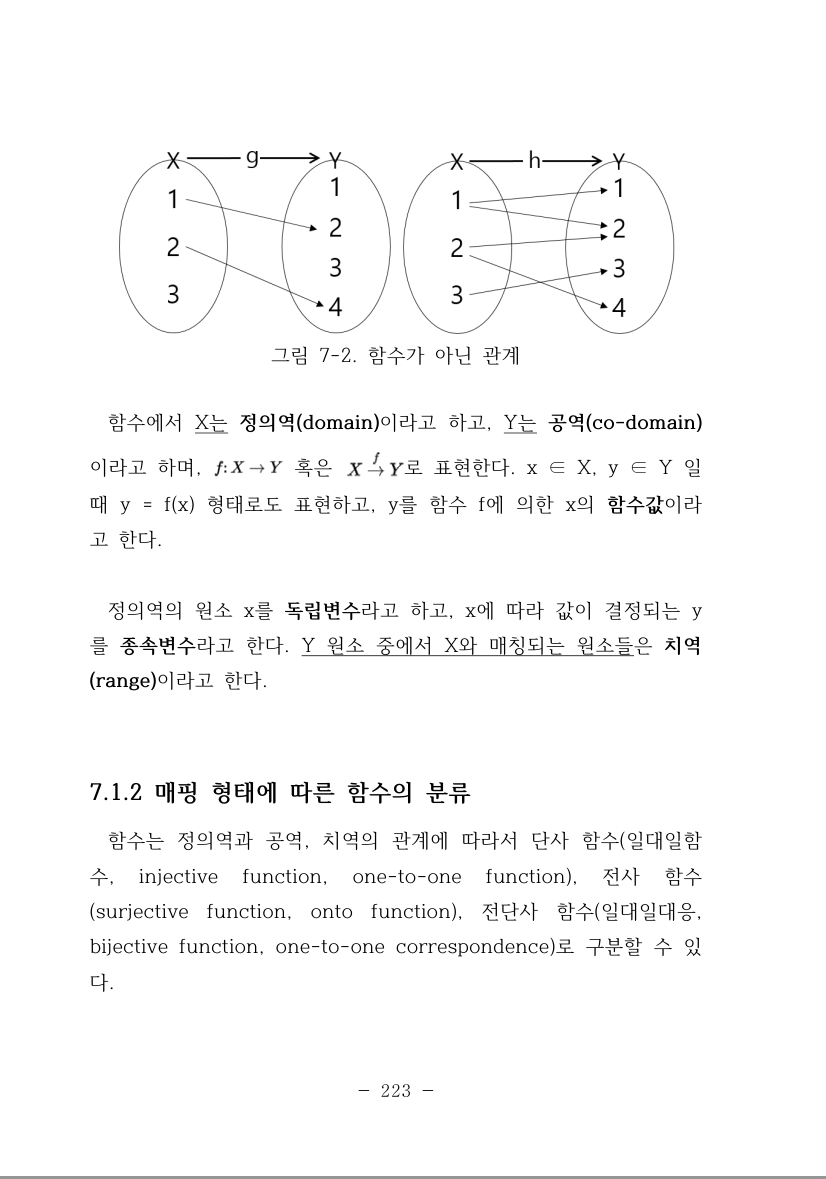 X g Y X h Y
1 1 1 1
2 2 2 2
3 3 3 3
4 4
그림 7-2. 함수가 아닌 관계
함수에서 X는 정의역(domain)이라고 하고, Y는 공역(co-domain)
이라고 하며, f: X → Y 혹은 X →^f Y로 표현한다. x ∈ X, y ∈ Y 일
때 y = f(x) 형태로도 표현하고, y를 함수 f에 의한 x의 함수값이라
고 한다.
정의역의 원소 x를 독립변수라고 하고, x에 따라 값이 결정되는 y
를 종속변수라고 한다. Y 원소 중에서 X와 매칭되는 원소들은 치역
(range)이라고 한다.
7.1.2 매핑 형태에 따른 함수의 분류
함수는 정의역과 공역, 치역의 관계에 따라서 단사 함수(일대일함
수, injective function, one-to-one function), 전사 함수
(surjective function, onto function), 전단사 함수(일대일대응,
bijective function, one-to-one correspondence)로 구분할 수 있
다.
- 223 -